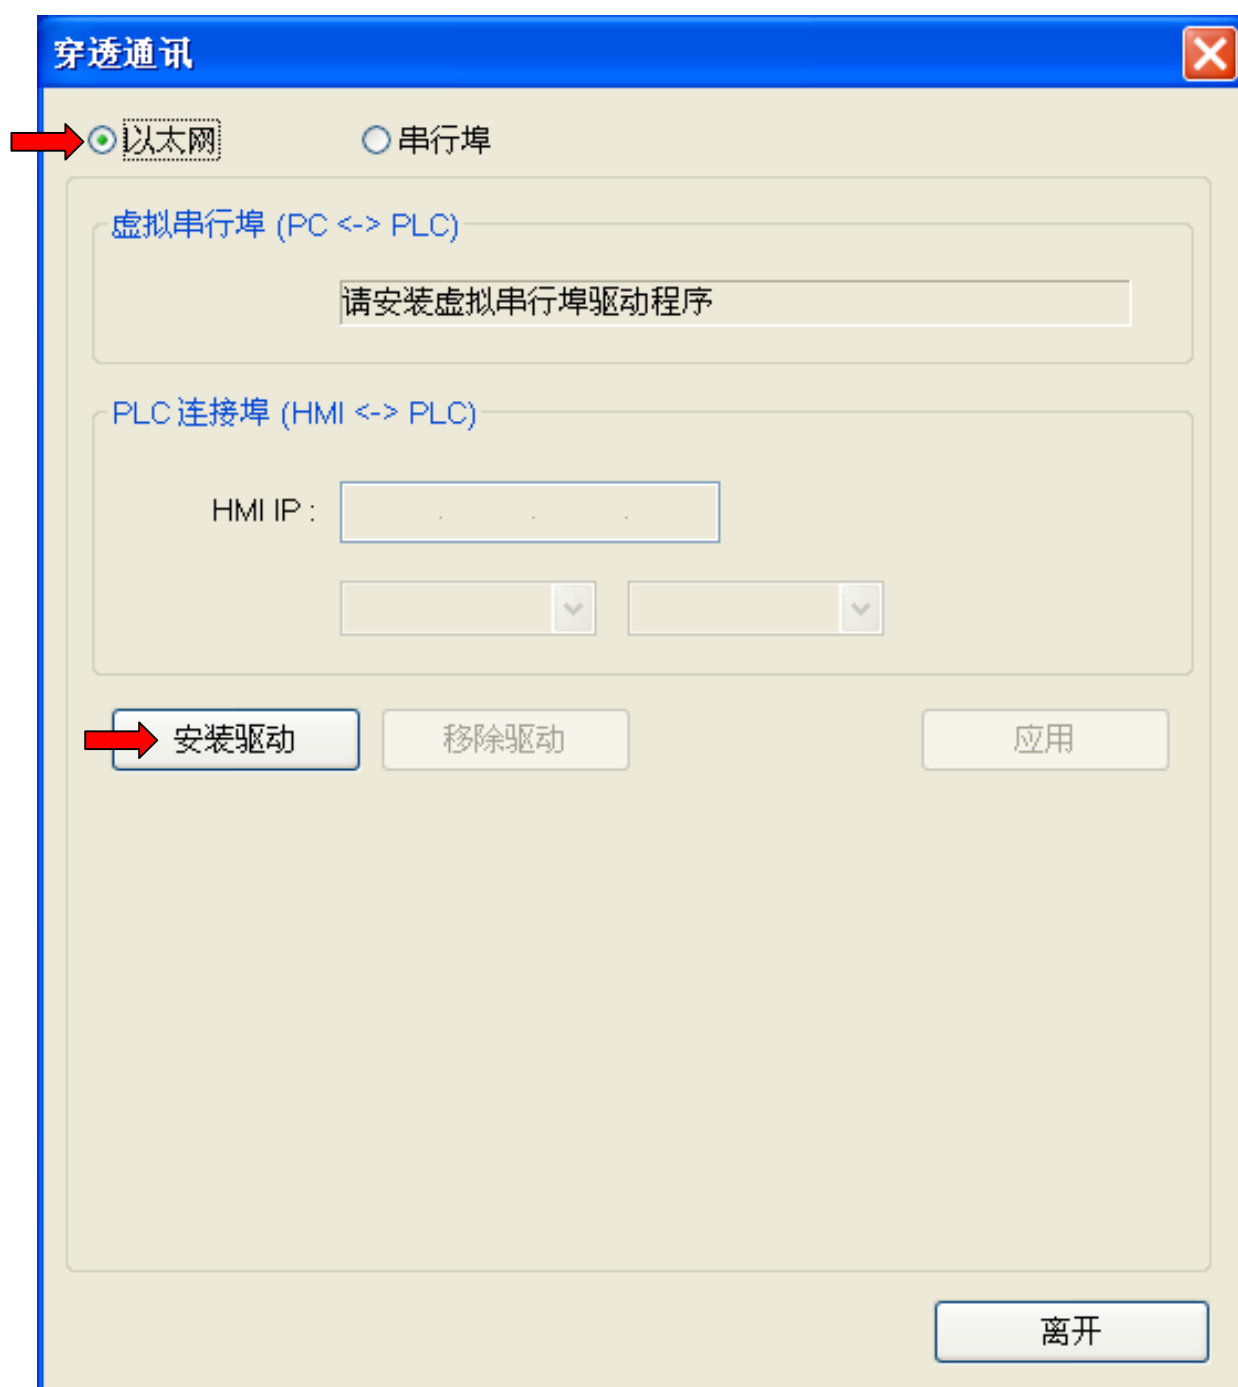 穿透通讯
以太网 串行埠
虚拟串行埠 (PC <-> PLC)
请安装虚拟串行埠驱动程序
PLC 连接埠 (HMI <-> PLC)
HMI IP : . . .
安装驱动 移除驱动 应用
离开